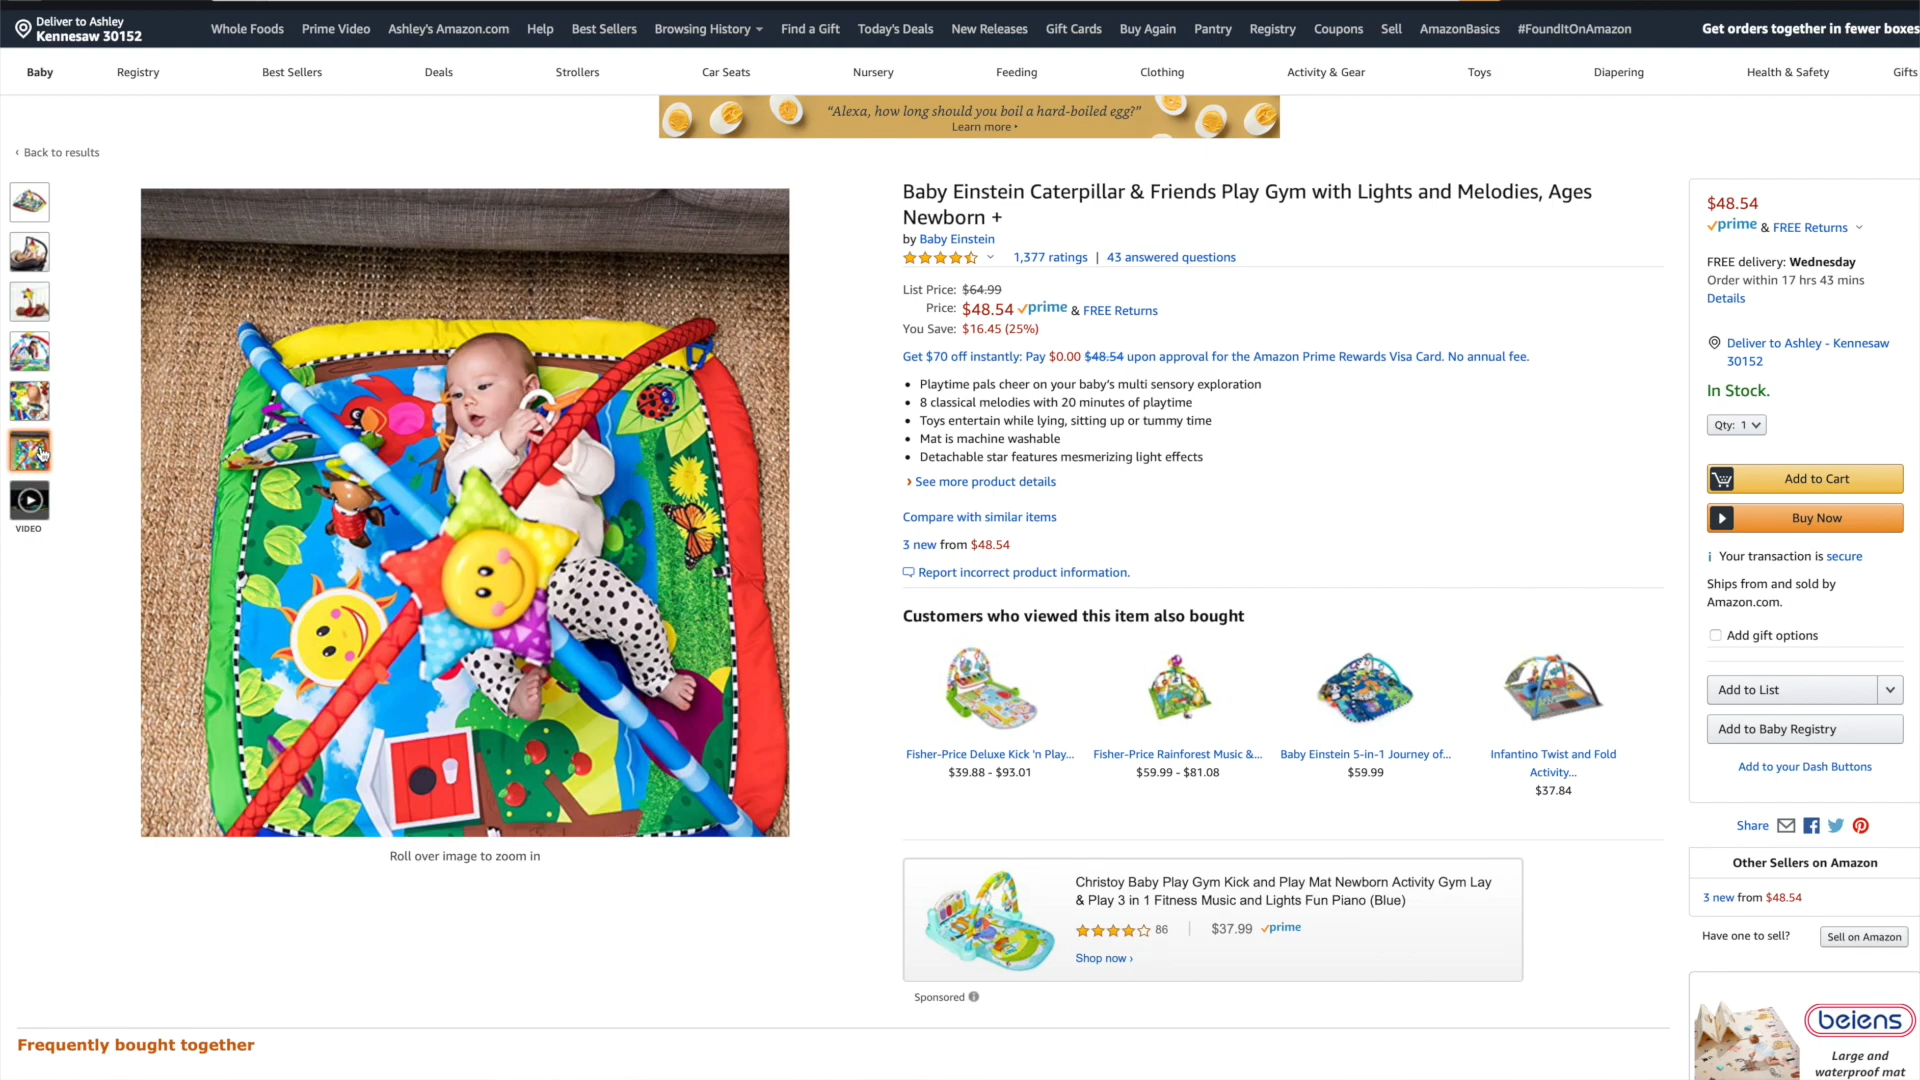 Deliver to Ashley
Kennesaw 30152
Whole Foods Prime Video Ashley's Amazon.com Help Best Sellers Browsing History Find a Gift Today's Deals New Releases Gift Cards Buy Again Pantry Registry Coupons Sell AmazonBasics #FoundItOnAmazon
Get orders together in fewer boxes
Baby Registry Best Sellers Deals Strollers Car Seats Nursery Feeding Clothing Activity & Gear Toys Diapering Health & Safety Gifts
“Alexa, how long should you boil a hard-boiled egg?”
Learn more ▸
‹ Back to results
VIDEO
Roll over image to zoom in
Baby Einstein Caterpillar & Friends Play Gym with Lights and Melodies, Ages
Newborn +
by Baby Einstein
1,377 ratings | 43 answered questions
List Price: $64.99
Price: $48.54 prime & FREE Returns
You Save: $16.45 (25%)
Get $70 off instantly: Pay $0.00 $48.54 upon approval for the Amazon Prime Rewards Visa Card. No annual fee.
• Playtime pals cheer on your baby’s multi sensory exploration
• 8 classical melodies with 20 minutes of playtime
• Toys entertain while lying, sitting up or tummy time
• Mat is machine washable
• Detachable star features mesmerizing light effects
› See more product details
Compare with similar items
3 new from $48.54
Report incorrect product information.
Customers who viewed this item also bought
Fisher-Price Deluxe Kick 'n Play...
$39.88 - $93.01
Fisher-Price Rainforest Music &...
$59.99 - $81.08
Baby Einstein 5-in-1 Journey of...
$59.99
Infantino Twist and Fold
Activity...
$37.84
Christoy Baby Play Gym Kick and Play Mat Newborn Activity Gym Lay
& Play 3 in 1 Fitness Music and Lights Fun Piano (Blue)
86 | $37.99 prime
Shop now ›
Sponsored
$48.54
prime & FREE Returns
FREE delivery: Wednesday
Order within 17 hrs 43 mins
Details
Deliver to Ashley - Kennesaw
30152
In Stock.
Qty: 1
Add to Cart
Buy Now
Your transaction is secure
Ships from and sold by
Amazon.com.
Add gift options
Add to List
Add to Baby Registry
Add to your Dash Buttons
Share
Other Sellers on Amazon
3 new from $48.54
Have one to sell? Sell on Amazon
beiens
Large and
waterproof mat
Frequently bought together